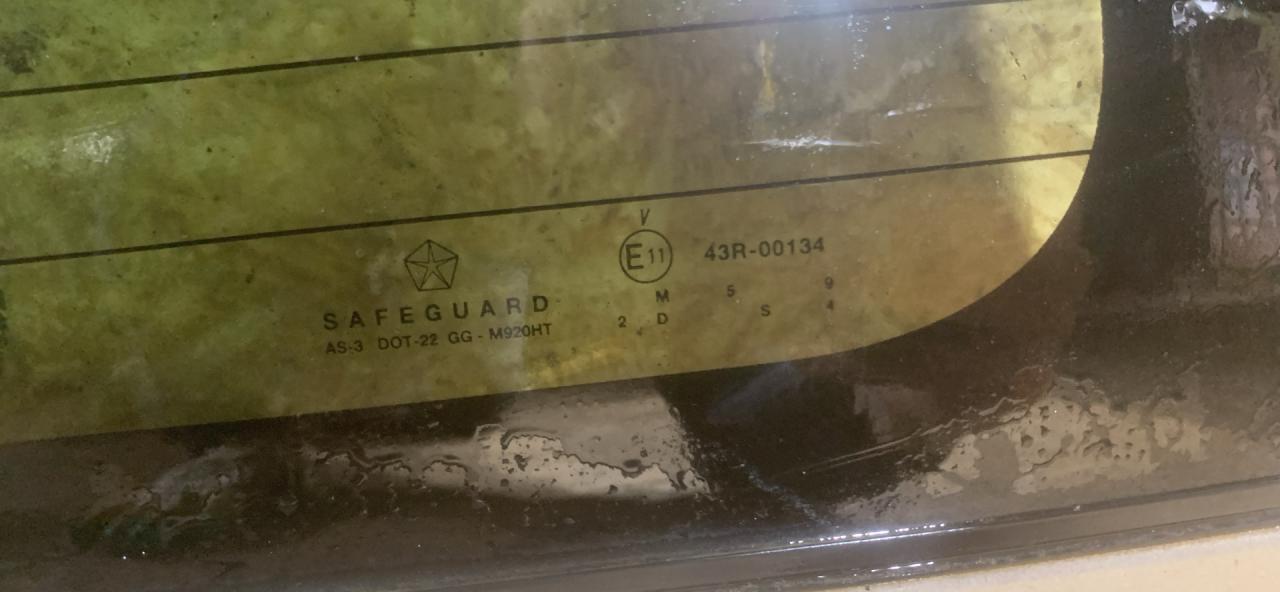 V
E11 43R-00134
SAFEGUARD
AS-3 DOT-22 GG - M920HT
M 5 9
2 D S 4